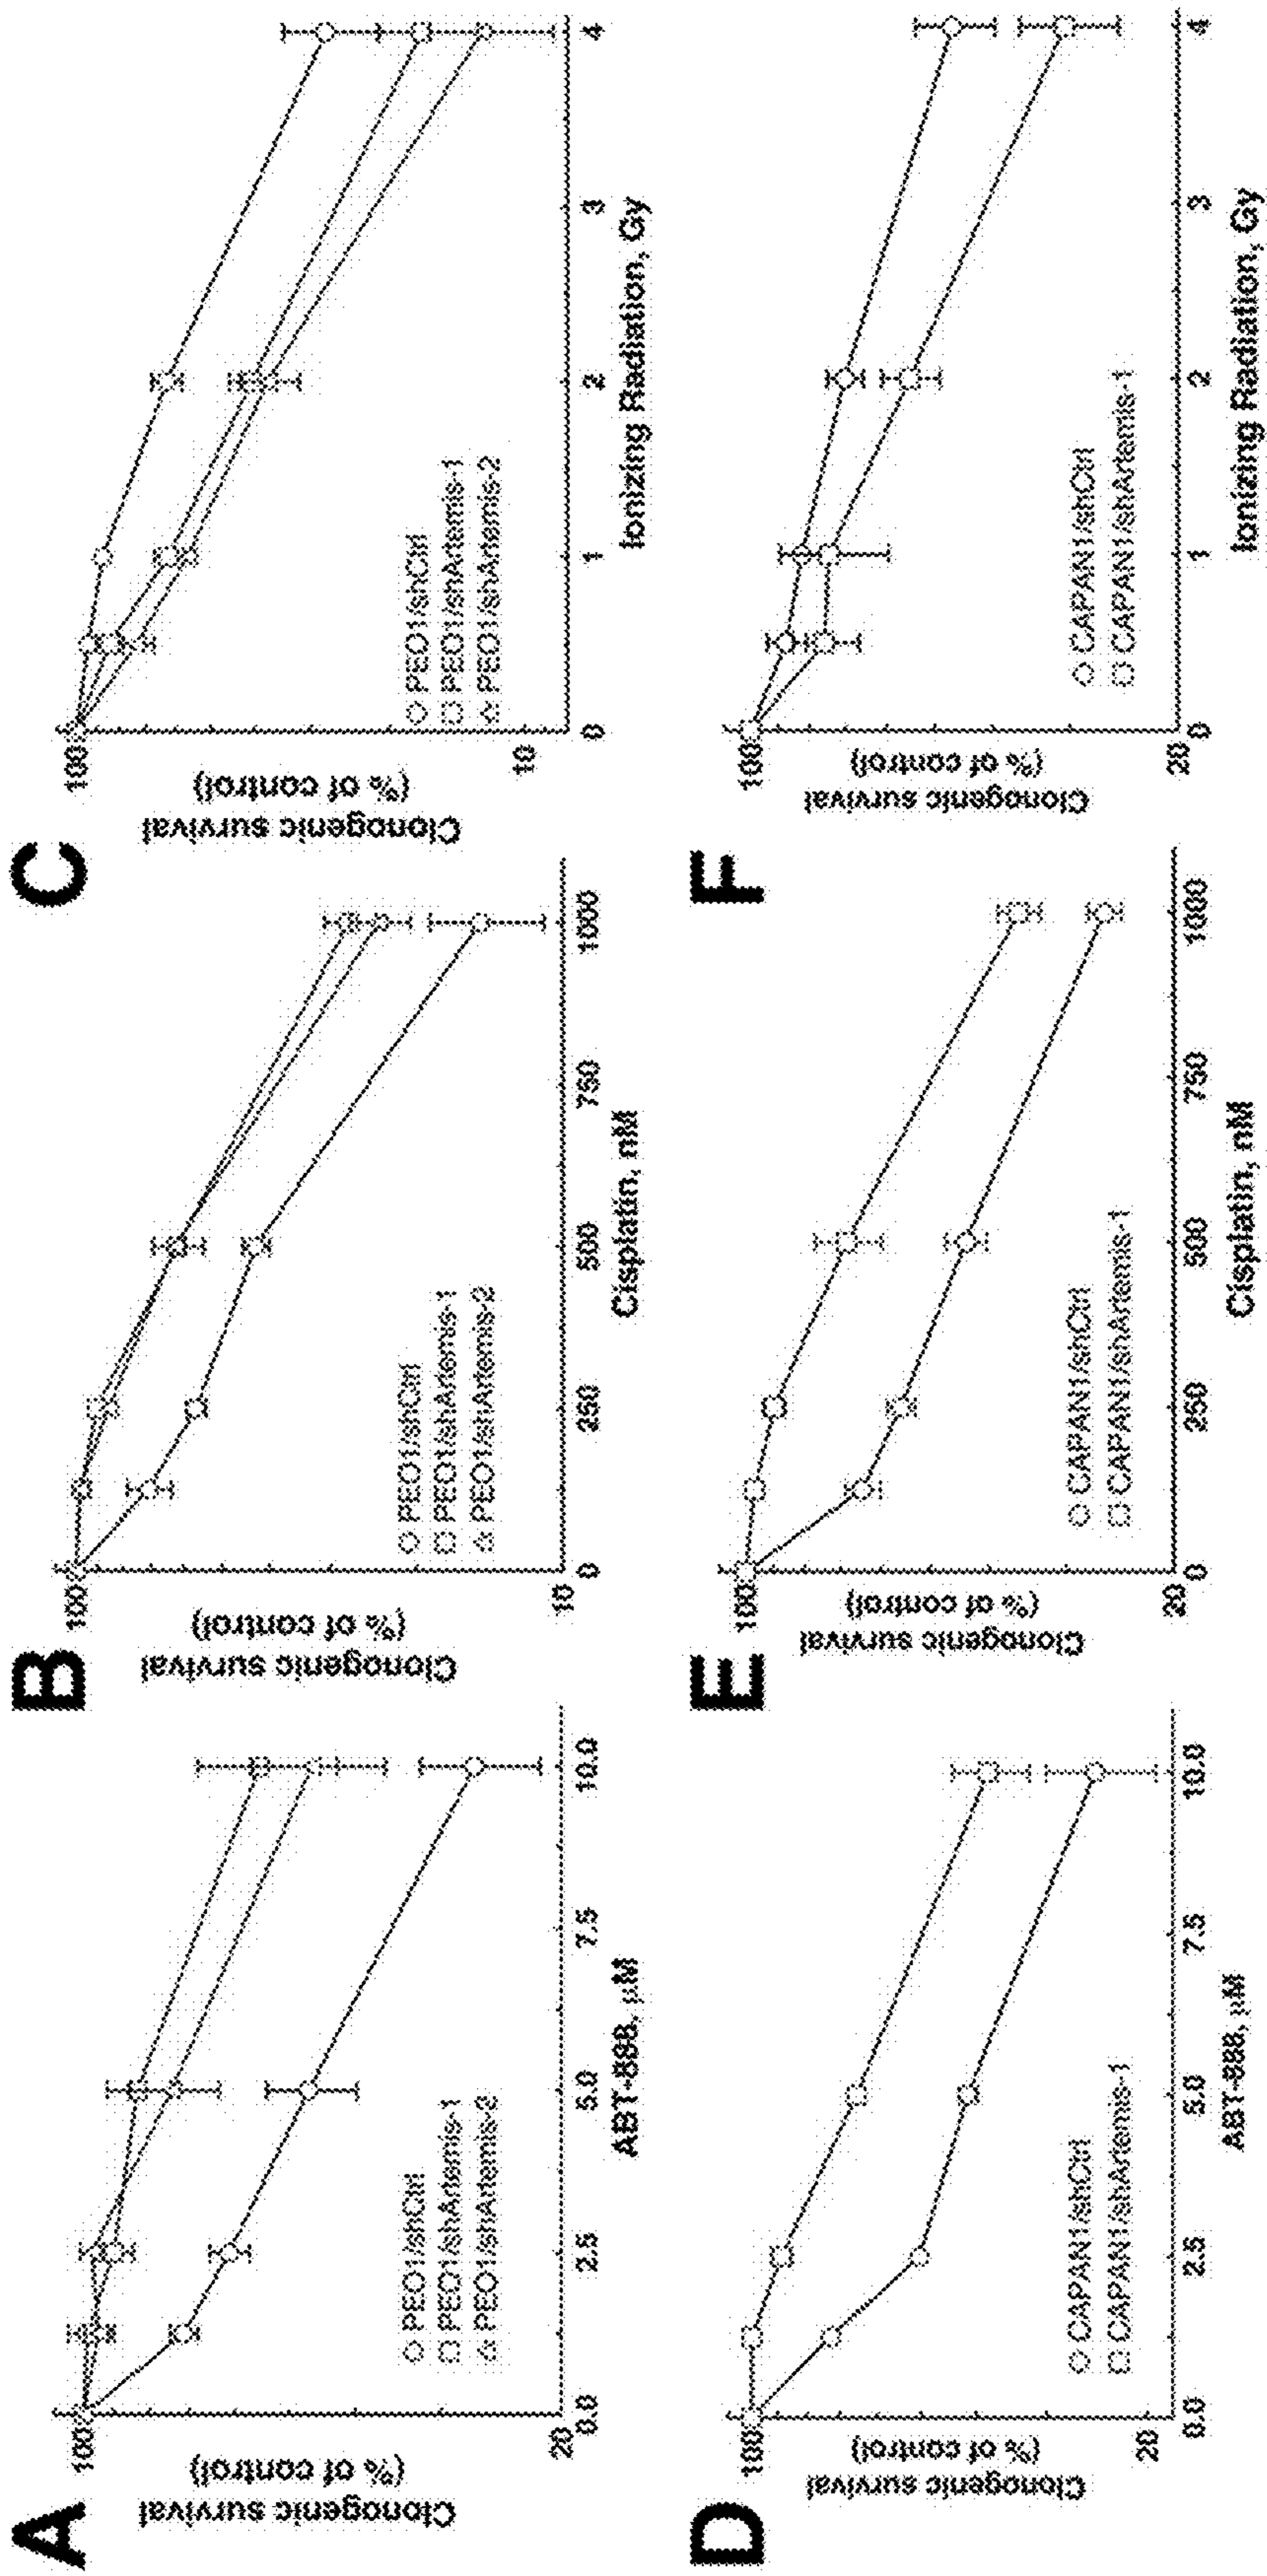 A
Clonogenic survival
(% of control)
100
20
0.0
2.5
5.0
7.5
10.0
ABT-888, µM
PEO1/shCtrl
PEO1/shArtemis-1
PEO1/shArtemis-2
B
Clonogenic survival
(% of control)
100
10
0
250
500
750
1000
Cisplatin, nM
PEO1/shCtrl
PEO1/shArtemis-1
PEO1/shArtemis-2
C
Clonogenic survival
(% of control)
100
10
0
1
2
3
4
Ionizing Radiation, Gy
PEO1/shCtrl
PEO1/shArtemis-1
PEO1/shArtemis-2
D
Clonogenic survival
(% of control)
100
20
0.0
2.5
5.0
7.5
10.0
ABT-888, µM
CAPAN1/shCtrl
CAPAN1/shArtemis-1
E
Clonogenic survival
(% of control)
100
20
0
250
500
750
1000
Cisplatin, nM
CAPAN1/shCtrl
CAPAN1/shArtemis-1
F
Clonogenic survival
(% of control)
100
20
0
1
2
3
4
Ionizing Radiation, Gy
CAPAN1/shCtrl
CAPAN1/shArtemis-1